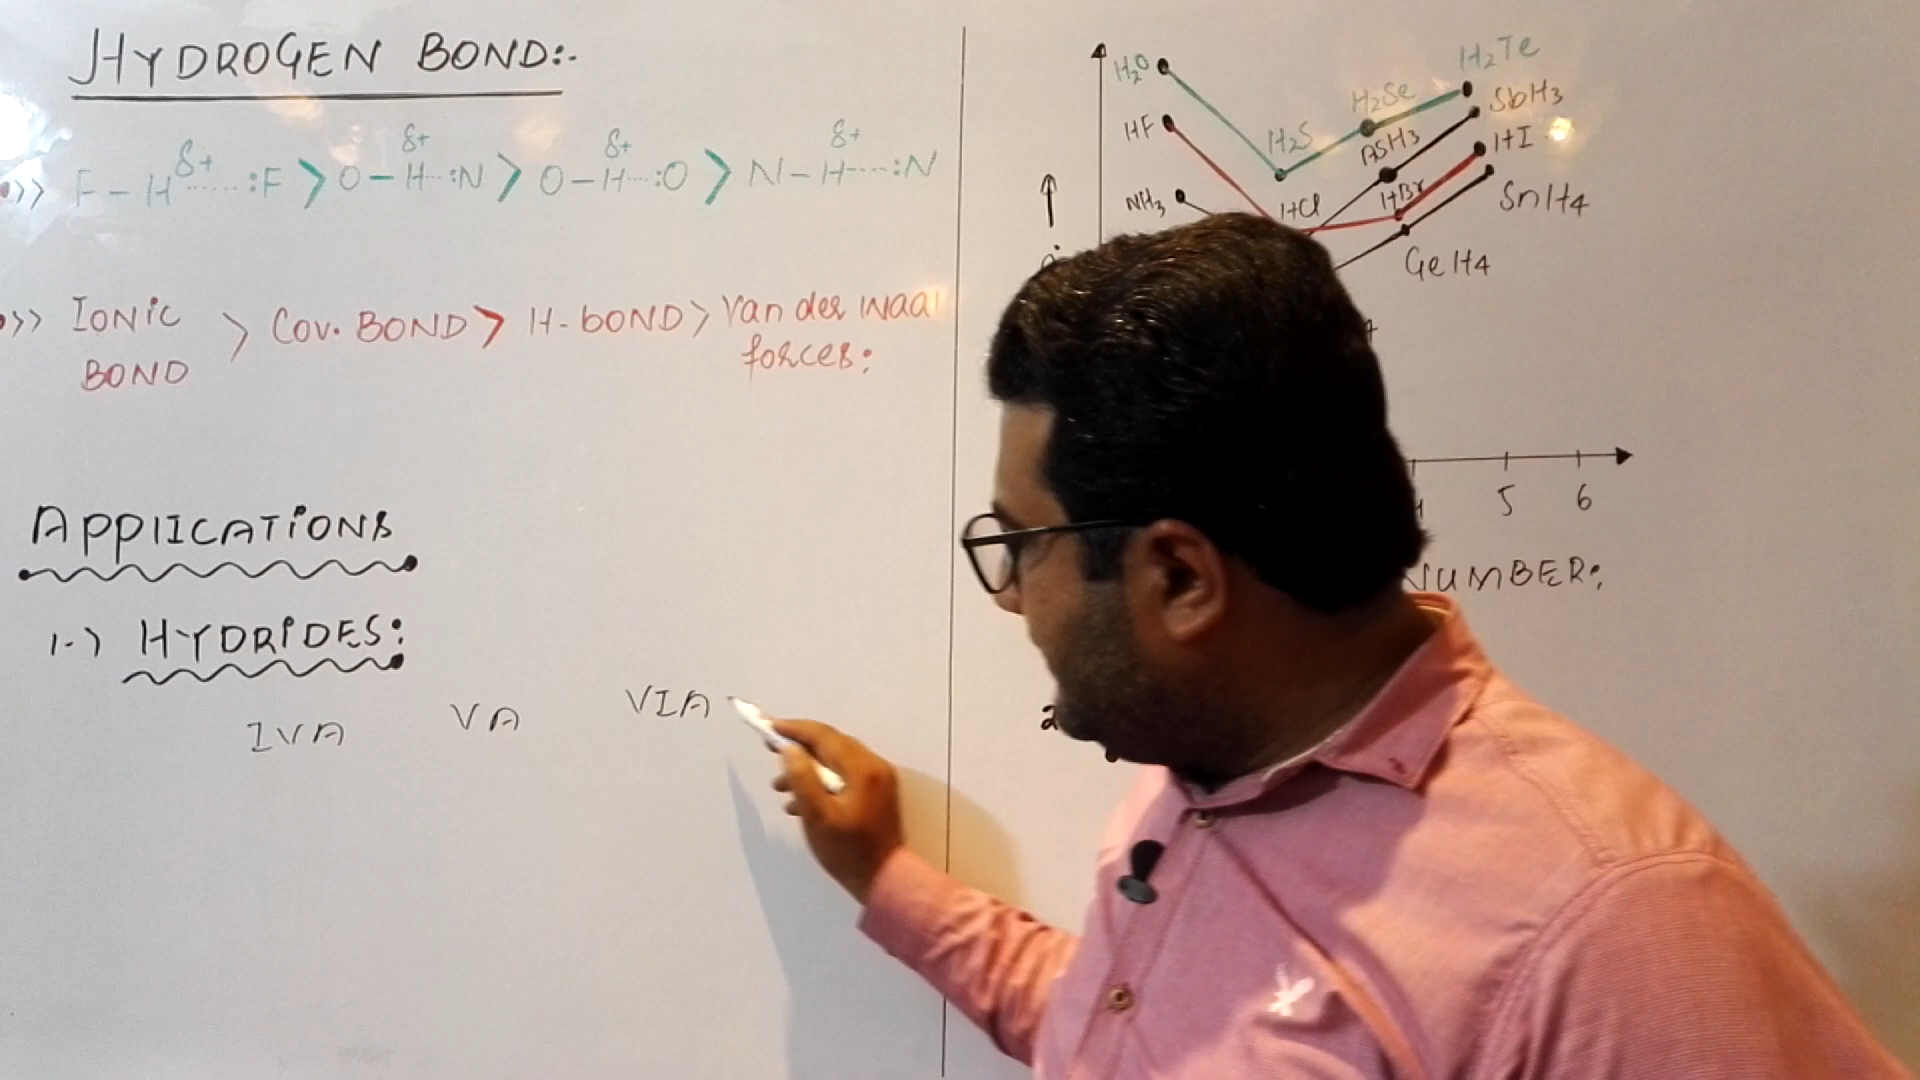 HYDROGEN BOND:-
>> F - H δ+ ...... :F > O - H δ+ ... :N > O - H δ+ ... :O > N - H δ+ .... :N
>> IONIC BOND > COV. BOND > H-BOND > Van der waal forces:
APPLICATIONS
1-) HYDRIDES:
IVA VA VIA
H2O
HF
NH3
H2S
HCl
H2Se
AsH3
HBr
GeH4
H2Te
SbH3
HI
SnH4
5 6
NUMBER:
2